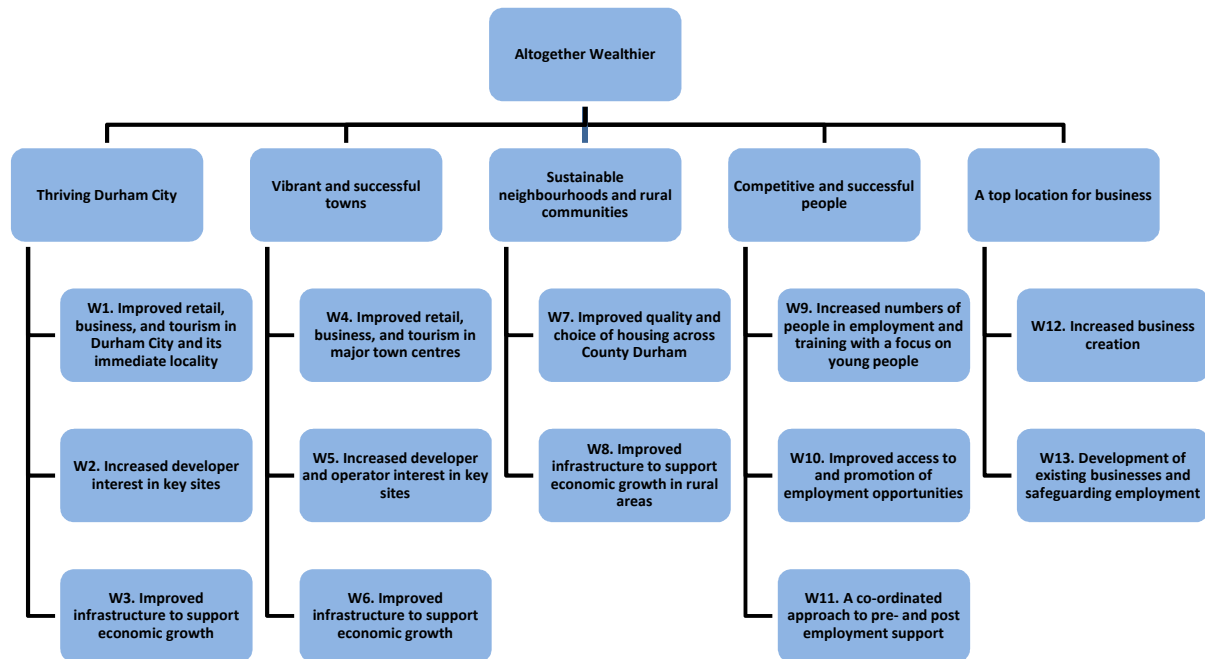 Altogether Wealthier
Thriving Durham City
Vibrant and successful
towns
Sustainable
neighbourhoods and rural
communities
Competitive and successful
people
A top location for business
W1. Improved retail,
business, and tourism in
Durham City and its
immediate locality
W4. Improved retail,
business, and tourism in
major town centres
W7. Improved quality and
choice of housing across
County Durham
W9. Increased numbers of
people in employment and
training with a focus on
young people
W12. Increased business
creation
W2. Increased developer
interest in key sites
W5. Increased developer
and operator interest in key
sites
W8. Improved
infrastructure to support
economic growth in rural
areas
W10. Improved access to
and promotion of
employment opportunities
W13. Development of
existing businesses and
safeguarding employment
W3. Improved
infrastructure to support
economic growth
W6. Improved
infrastructure to support
economic growth
W11. A co-ordinated
approach to pre- and post
employment support